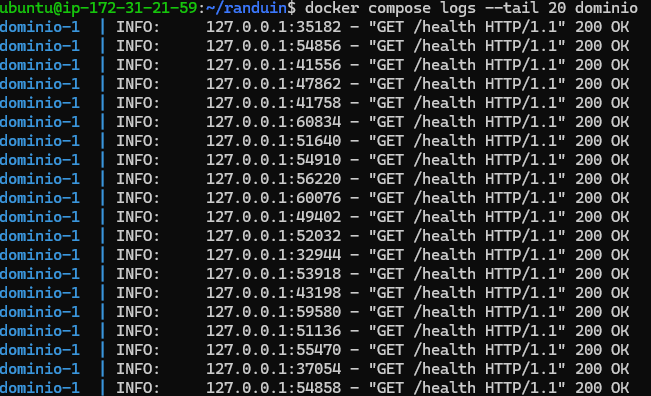 ubuntu@ip-172-31-21-59:~/randuin$ docker compose logs --tail 20 dominio
dominio-1  | INFO:     127.0.0.1:35182 - "GET /health HTTP/1.1" 200 OK
dominio-1  | INFO:     127.0.0.1:54856 - "GET /health HTTP/1.1" 200 OK
dominio-1  | INFO:     127.0.0.1:41556 - "GET /health HTTP/1.1" 200 OK
dominio-1  | INFO:     127.0.0.1:47862 - "GET /health HTTP/1.1" 200 OK
dominio-1  | INFO:     127.0.0.1:41758 - "GET /health HTTP/1.1" 200 OK
dominio-1  | INFO:     127.0.0.1:60834 - "GET /health HTTP/1.1" 200 OK
dominio-1  | INFO:     127.0.0.1:51640 - "GET /health HTTP/1.1" 200 OK
dominio-1  | INFO:     127.0.0.1:54910 - "GET /health HTTP/1.1" 200 OK
dominio-1  | INFO:     127.0.0.1:56220 - "GET /health HTTP/1.1" 200 OK
dominio-1  | INFO:     127.0.0.1:60076 - "GET /health HTTP/1.1" 200 OK
dominio-1  | INFO:     127.0.0.1:49402 - "GET /health HTTP/1.1" 200 OK
dominio-1  | INFO:     127.0.0.1:52032 - "GET /health HTTP/1.1" 200 OK
dominio-1  | INFO:     127.0.0.1:32944 - "GET /health HTTP/1.1" 200 OK
dominio-1  | INFO:     127.0.0.1:53918 - "GET /health HTTP/1.1" 200 OK
dominio-1  | INFO:     127.0.0.1:43198 - "GET /health HTTP/1.1" 200 OK
dominio-1  | INFO:     127.0.0.1:59580 - "GET /health HTTP/1.1" 200 OK
dominio-1  | INFO:     127.0.0.1:51136 - "GET /health HTTP/1.1" 200 OK
dominio-1  | INFO:     127.0.0.1:55470 - "GET /health HTTP/1.1" 200 OK
dominio-1  | INFO:     127.0.0.1:37054 - "GET /health HTTP/1.1" 200 OK
dominio-1  | INFO:     127.0.0.1:54858 - "GET /health HTTP/1.1" 200 OK